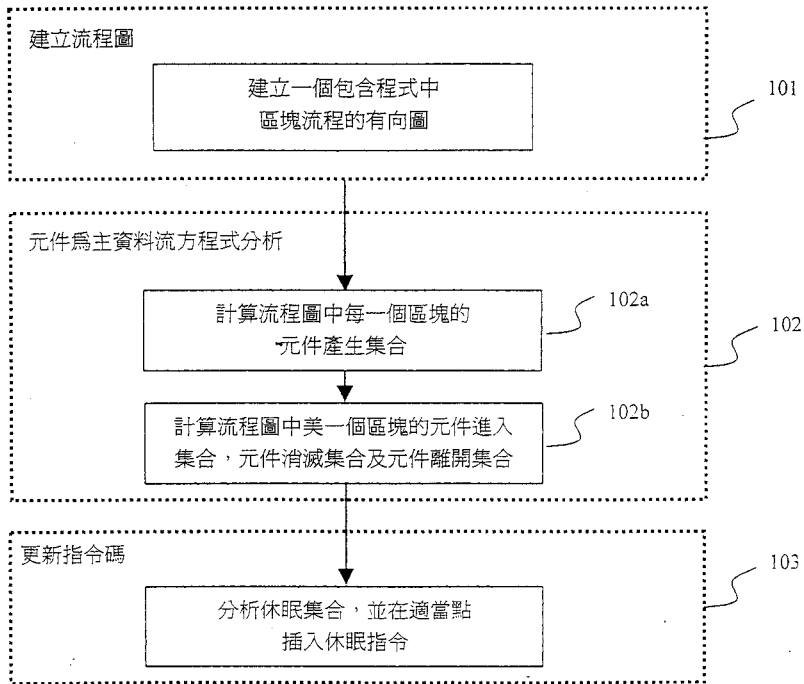 建立流程圖
建立一個包含程式中
區塊流程的有向圖
101
元件爲主資料流方程式分析
計算流程圖中每一個區塊的
元件產生集合
102a
102
計算流程圖中美一個區塊的元件進入
集合，元件消滅集合及元件離開集合
102b
更新指令碼
103
分析休眠集合，並在適當點
插入休眠指令